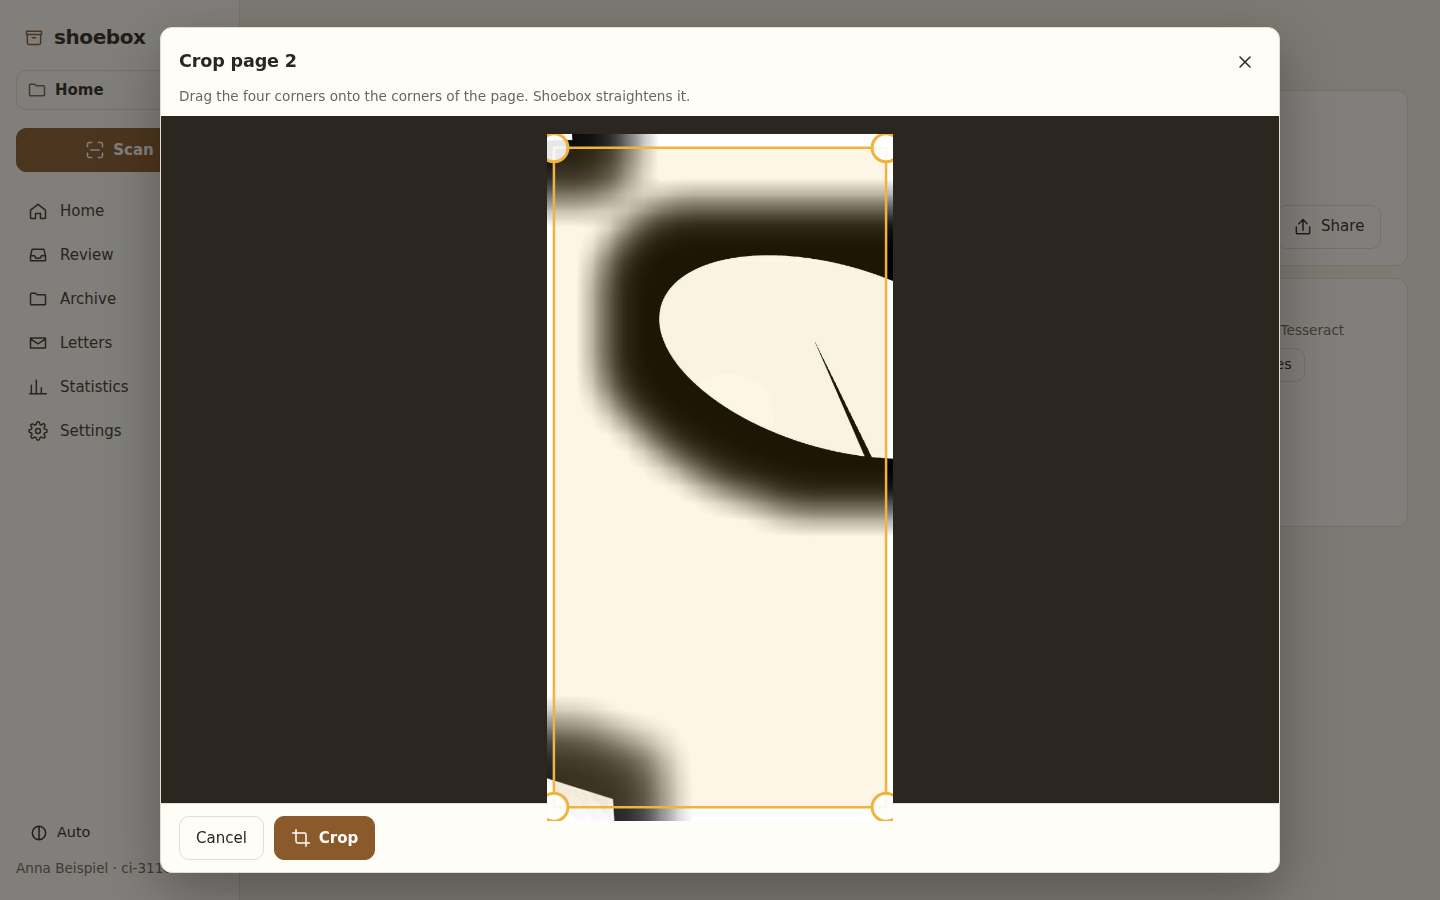 shoebox
Home
Scan
Home
Review
Archive
Letters
Statistics
Settings
Auto
Anna Beispiel · ci-311
Crop page 2
Drag the four corners onto the corners of the page. Shoebox straightens it.
Cancel
Crop
Share
Tesseract
es